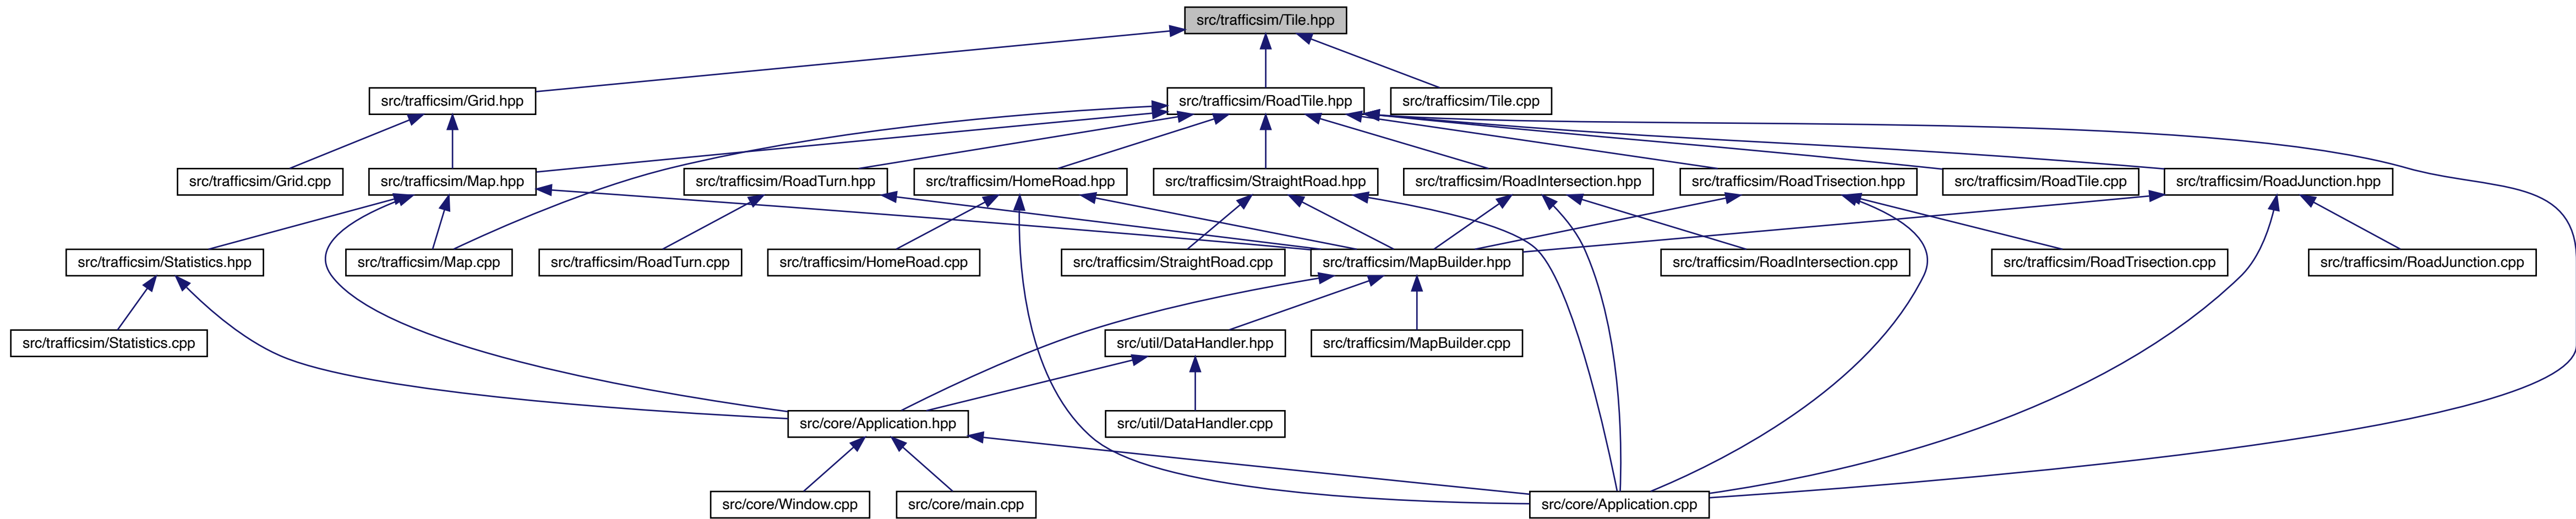 src/trafficsim/Tile.hpp
src/trafficsim/Grid.hpp
src/trafficsim/RoadTile.hpp
src/trafficsim/Tile.cpp
src/trafficsim/Grid.cpp
src/trafficsim/Map.hpp
src/trafficsim/RoadTurn.hpp
src/trafficsim/HomeRoad.hpp
src/trafficsim/StraightRoad.hpp
src/trafficsim/RoadIntersection.hpp
src/trafficsim/RoadTrisection.hpp
src/trafficsim/RoadTile.cpp
src/trafficsim/RoadJunction.hpp
src/trafficsim/Statistics.hpp
src/trafficsim/Map.cpp
src/trafficsim/RoadTurn.cpp
src/trafficsim/HomeRoad.cpp
src/trafficsim/StraightRoad.cpp
src/trafficsim/MapBuilder.hpp
src/trafficsim/RoadIntersection.cpp
src/trafficsim/RoadTrisection.cpp
src/trafficsim/RoadJunction.cpp
src/trafficsim/Statistics.cpp
src/util/DataHandler.hpp
src/trafficsim/MapBuilder.cpp
src/core/Application.hpp
src/util/DataHandler.cpp
src/core/Window.cpp
src/core/main.cpp
src/core/Application.cpp